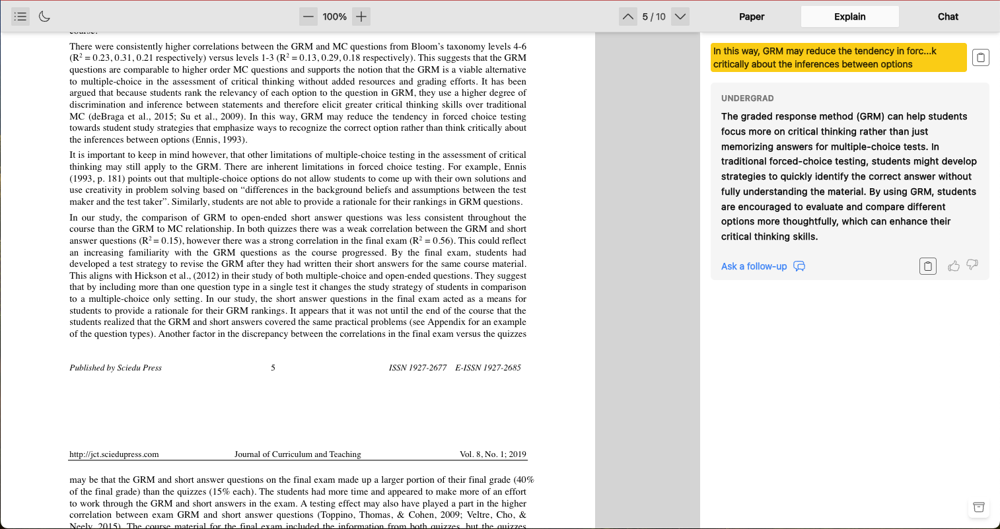 100%
5 / 10
Paper
Explain
Chat
course.
There were consistently higher correlations between the GRM and MC questions from Bloom's taxonomy levels 4-6
(R² = 0.23, 0.31, 0.21 respectively) versus levels 1-3 (R² = 0.13, 0.29, 0.18 respectively). This suggests that the GRM
questions are comparable to higher order MC questions and supports the notion that the GRM is a viable alternative
to multiple-choice in the assessment of critical thinking without added resources and grading efforts. It has been
argued that because students rank the relevancy of each option to the question in GRM, they use a higher degree of
discrimination and inference between statements and therefore elicit greater critical thinking skills over traditional
MC (deBraga et al., 2015; Su et al., 2009). In this way, GRM may reduce the tendency in forced choice testing
towards student study strategies that emphasize ways to recognize the correct option rather than think critically about
the inferences between options (Ennis, 1993).
It is important to keep in mind however, that other limitations of multiple-choice testing in the assessment of critical
thinking may still apply to the GRM. There are inherent limitations in forced choice testing. For example, Ennis
(1993, p. 181) points out that multiple-choice options do not allow students to come up with their own solutions and
use creativity in problem solving based on “differences in the background beliefs and assumptions between the test
maker and the test taker”. Similarly, students are not able to provide a rationale for their rankings in GRM questions.
In our study, the comparison of GRM to open-ended short answer questions was less consistent throughout the
course than the GRM to MC relationship. In both quizzes there was a weak correlation between the GRM and short
answer questions (R² = 0.15), however there was a strong correlation in the final exam (R² = 0.56). This could reflect
an increasing familiarity with the GRM questions as the course progressed. By the final exam, students had
developed a test strategy to revise the GRM after they had written their short answers for the same course material.
This aligns with Hickson et al., (2012) in their study of both multiple-choice and open-ended questions. They suggest
that by including more than one question type in a single test it changes the study strategy of students in comparison
to a multiple-choice only setting. In our study, the short answer questions in the final exam acted as a means for
students to provide a rationale for their GRM rankings. It appears that it was not until the end of the course that the
students realized that the GRM and short answers covered the same practical problems (see Appendix for an example
of the question types). Another factor in the discrepancy between the correlations in the final exam versus the quizzes
Published by Sciedu Press
5
ISSN 1927-2677 E-ISSN 1927-2685
http://jct.sciedupress.com
Journal of Curriculum and Teaching
Vol. 8, No. 1; 2019
may be that the GRM and short answer questions on the final exam made up a larger portion of their final grade (40%
of the final grade) than the quizzes (15% each). The students had more time and appeared to make more of an effort
to work through the GRM and short answers in the exam. A testing effect may also have played a part in the higher
correlation between exam GRM and short answer questions (Toppino, Thomas, & Cohen, 2009; Veltre, Cho, &
Neely, 2015). The course material for the final exam included the information from both quizzes, but the quizzes
In this way, GRM may reduce the tendency in forc...k
critically about the inferences between options
UNDERGRAD
The graded response method (GRM) can help students
focus more on critical thinking rather than just
memorizing answers for multiple-choice tests. In
traditional forced-choice testing, students might develop
strategies to quickly identify the correct answer without
fully understanding the material. By using GRM, students
are encouraged to evaluate and compare different
options more thoughtfully, which can enhance their
critical thinking skills.
Ask a follow-up